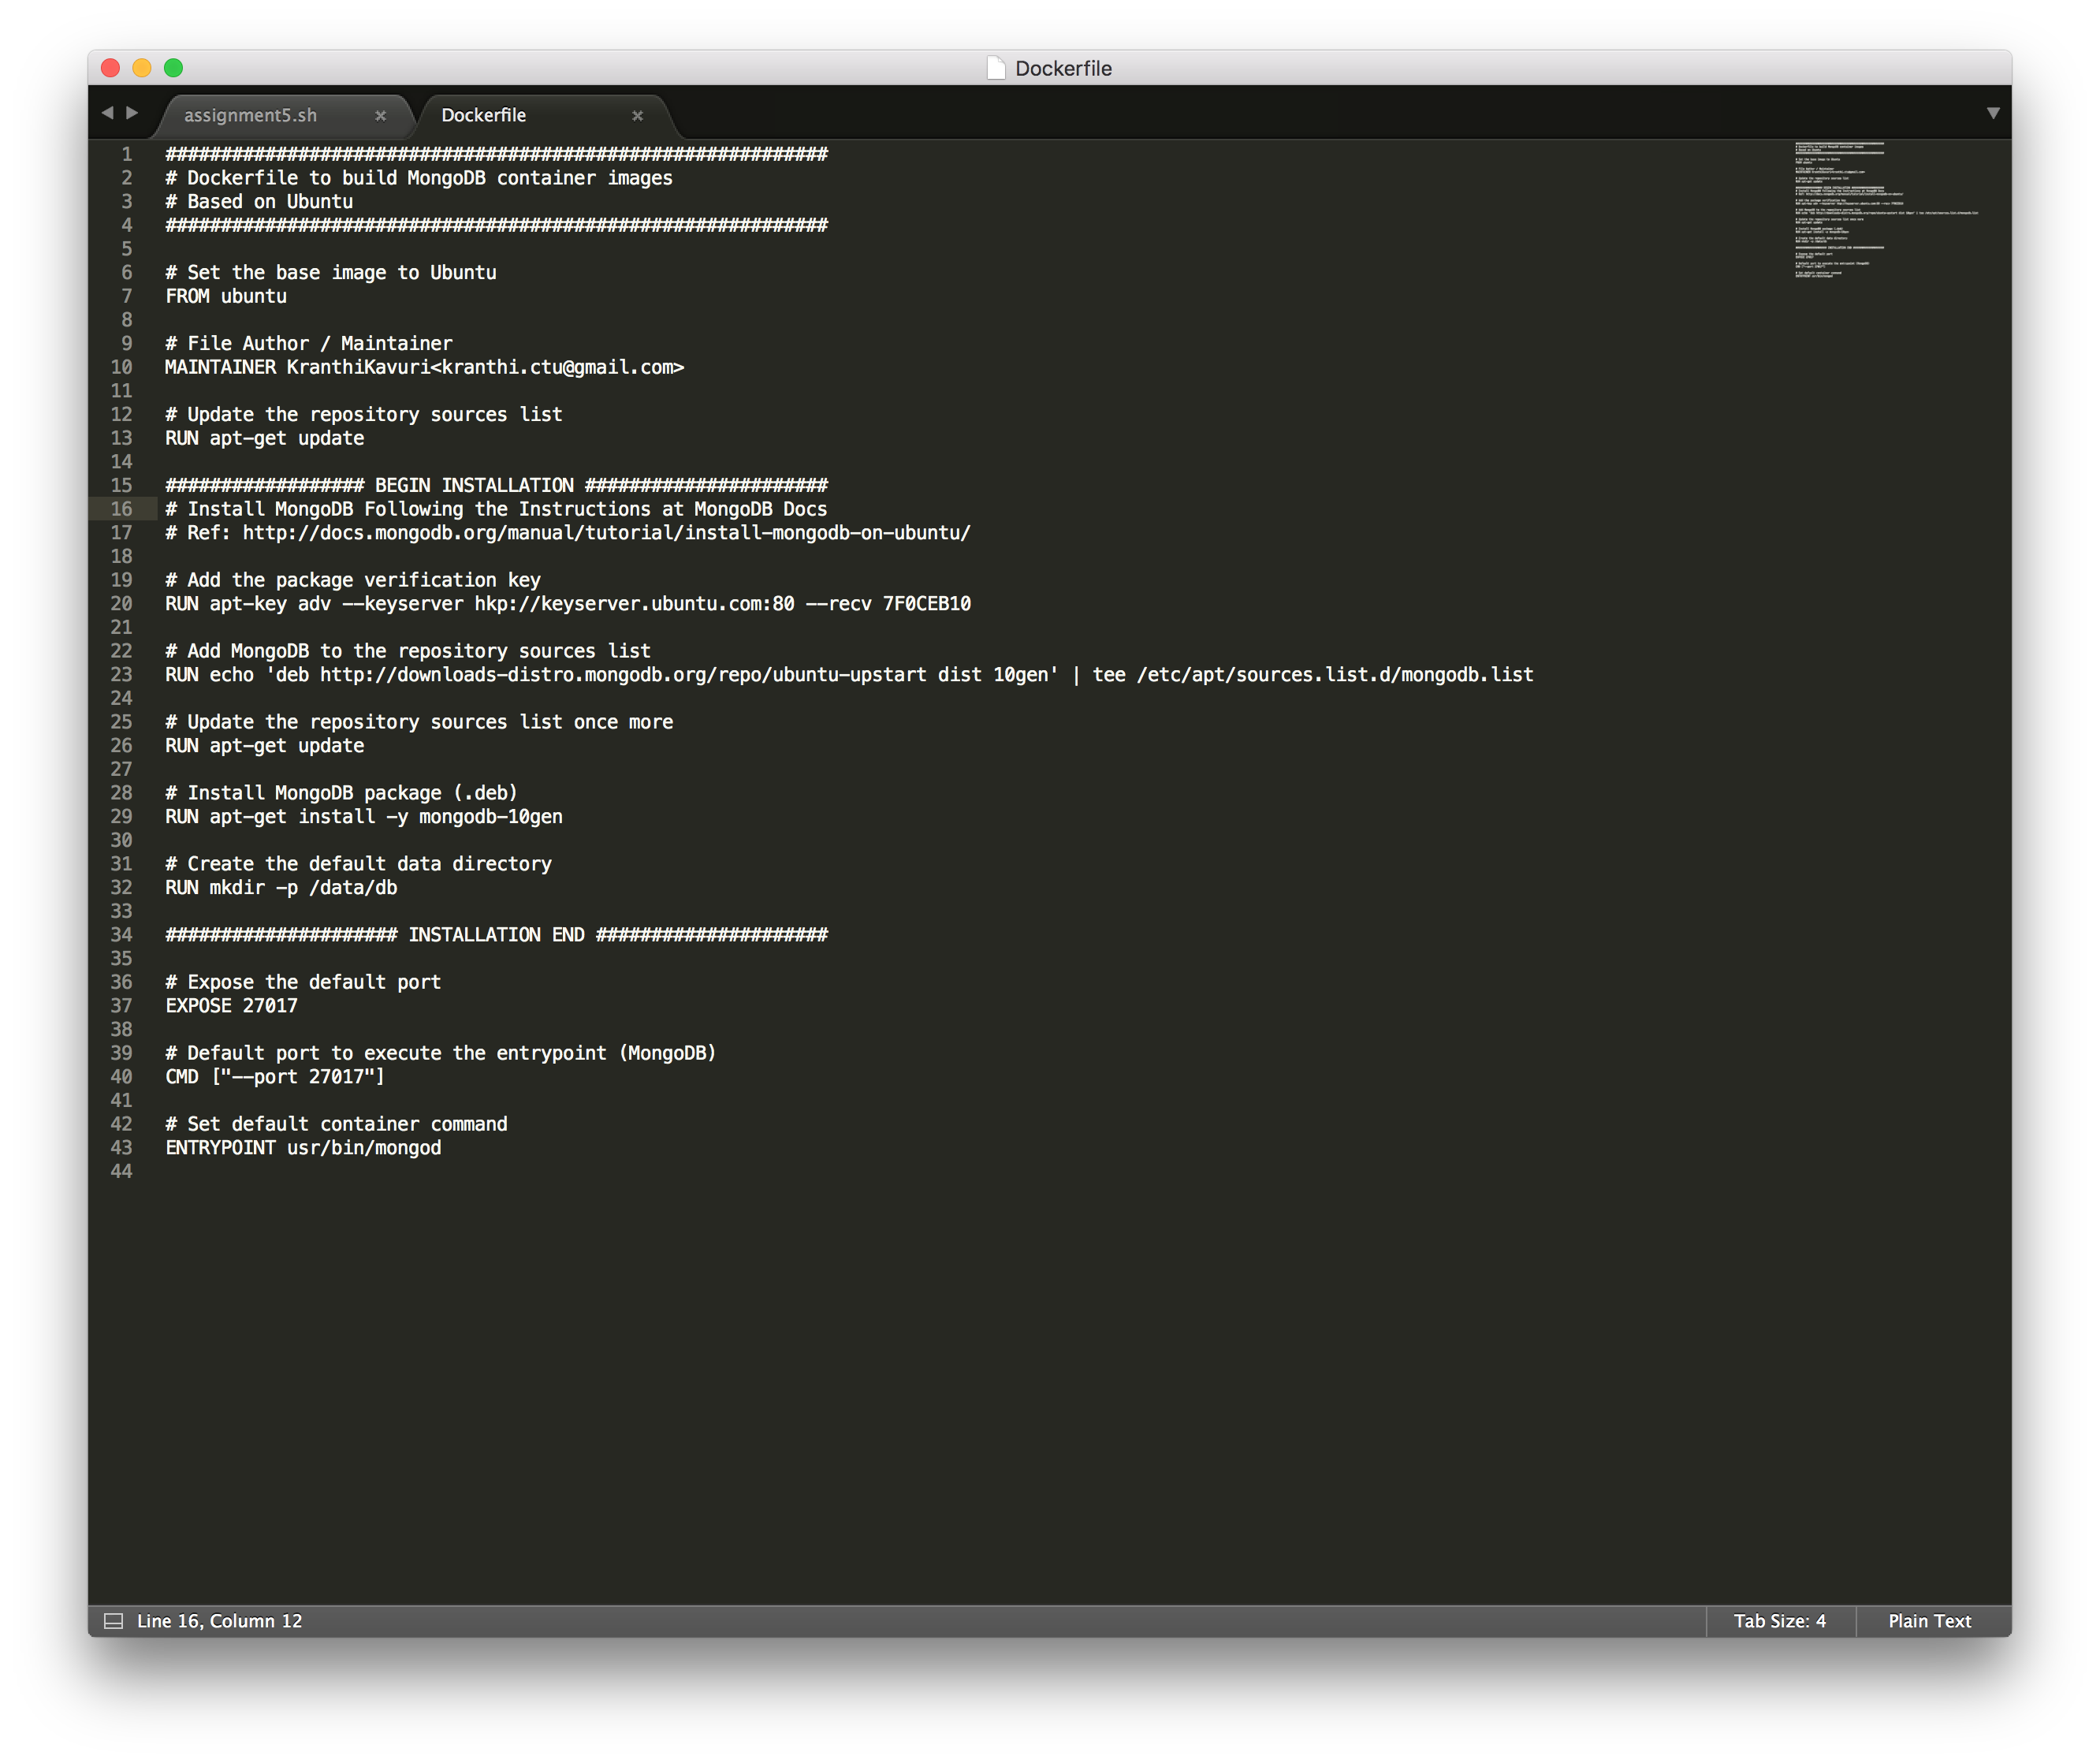 Dockerfile
assignment5.sh × Dockerfile ×
1 ############################################################
2 # Dockerfile to build MongoDB container images
3 # Based on Ubuntu
4 ############################################################
5
6 # Set the base image to Ubuntu
7 FROM ubuntu
8
9 # File Author / Maintainer
10 MAINTAINER KranthiKavuri<kranthi.ctu@gmail.com>
11
12 # Update the repository sources list
13 RUN apt-get update
14
15 ################## BEGIN INSTALLATION ######################
16 # Install MongoDB Following the Instructions at MongoDB Docs
17 # Ref: http://docs.mongodb.org/manual/tutorial/install-mongodb-on-ubuntu/
18
19 # Add the package verification key
20 RUN apt-key adv --keyserver hkp://keyserver.ubuntu.com:80 --recv 7F0CEB10
21
22 # Add MongoDB to the repository sources list
23 RUN echo 'deb http://downloads-distro.mongodb.org/repo/ubuntu-upstart dist 10gen' | tee /etc/apt/sources.list.d/mongodb.list
24
25 # Update the repository sources list once more
26 RUN apt-get update
27
28 # Install MongoDB package (.deb)
29 RUN apt-get install -y mongodb-10gen
30
31 # Create the default data directory
32 RUN mkdir -p /data/db
33
34 ##################### INSTALLATION END #####################
35
36 # Expose the default port
37 EXPOSE 27017
38
39 # Default port to execute the entrypoint (MongoDB)
40 CMD ["--port 27017"]
41
42 # Set default container command
43 ENTRYPOINT usr/bin/mongod
44
Line 16, Column 12 Tab Size: 4 Plain Text